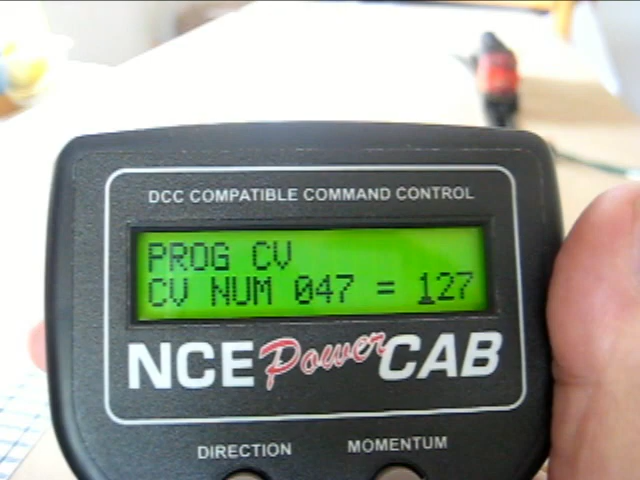 DCC COMPATIBLE COMMAND CONTROL
PROG CV
CV NUM 047 = 127
NCE Power CAB
DIRECTION MOMENTUM